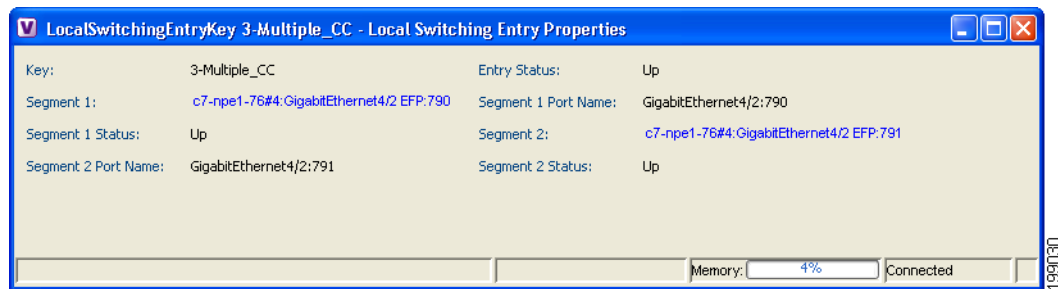 LocalSwitchingEntryKey 3-Multiple_CC - Local Switching Entry Properties
Key: 3-Multiple_CC Entry Status: Up
Segment 1: c7-npe1-76#4:GigabitEthernet4/2 EFP:790 Segment 1 Port Name: GigabitEthernet4/2:790
Segment 1 Status: Up Segment 2: c7-npe1-76#4:GigabitEthernet4/2 EFP:791
Segment 2 Port Name: GigabitEthernet4/2:791 Segment 2 Status: Up
Memory: 4% Connected
199030